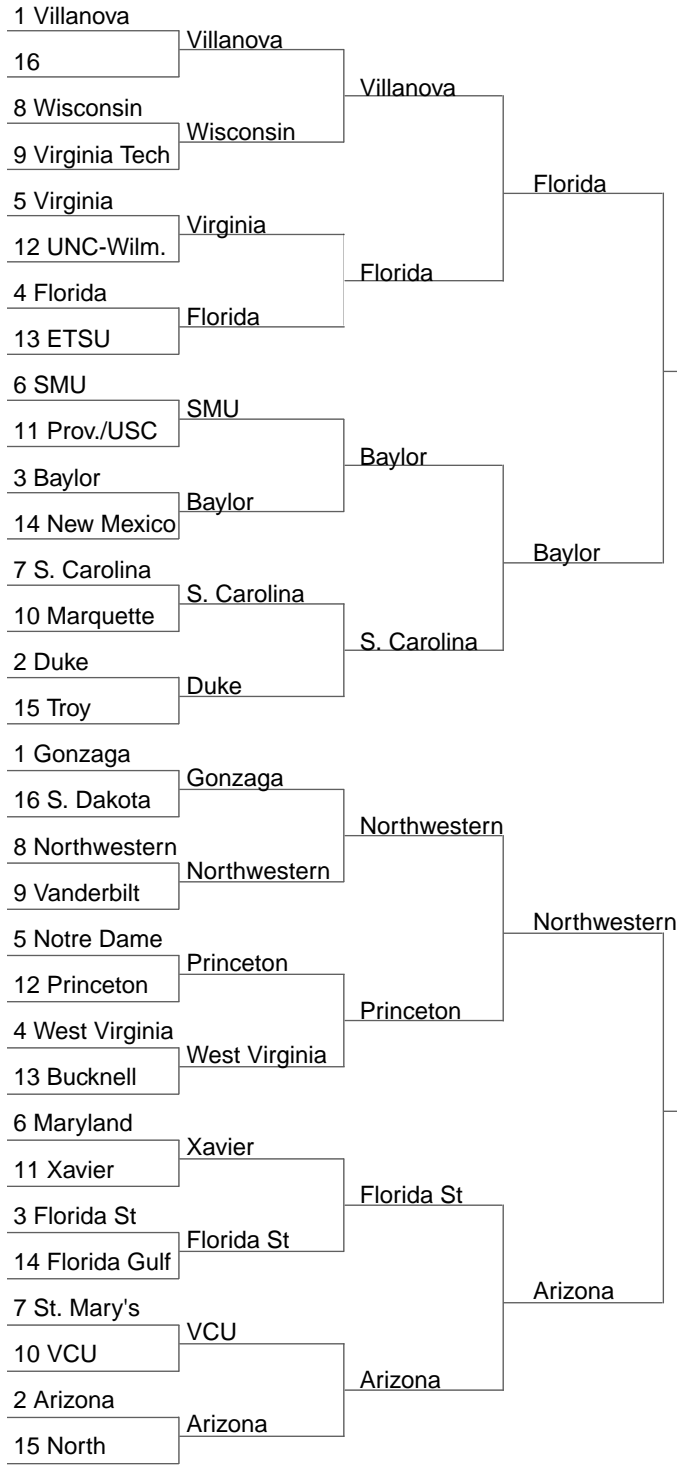 1 Villanova
16
8 Wisconsin
9 Virginia Tech
5 Virginia
12 UNC-Wilm.
4 Florida
13 ETSU
6 SMU
11 Prov./USC
3 Baylor
14 New Mexico
7 S. Carolina
10 Marquette
2 Duke
15 Troy
1 Gonzaga
16 S. Dakota
8 Northwestern
9 Vanderbilt
5 Notre Dame
12 Princeton
4 West Virginia
13 Bucknell
6 Maryland
11 Xavier
3 Florida St
14 Florida Gulf
7 St. Mary's
10 VCU
2 Arizona
15 North
Villanova
Wisconsin
Virginia
Florida
SMU
Baylor
S. Carolina
Duke
Gonzaga
Northwestern
Princeton
West Virginia
Xavier
Florida St
VCU
Arizona
Villanova
Florida
Baylor
S. Carolina
Northwestern
Princeton
Florida St
Arizona
Florida
Baylor
Northwestern
Arizona